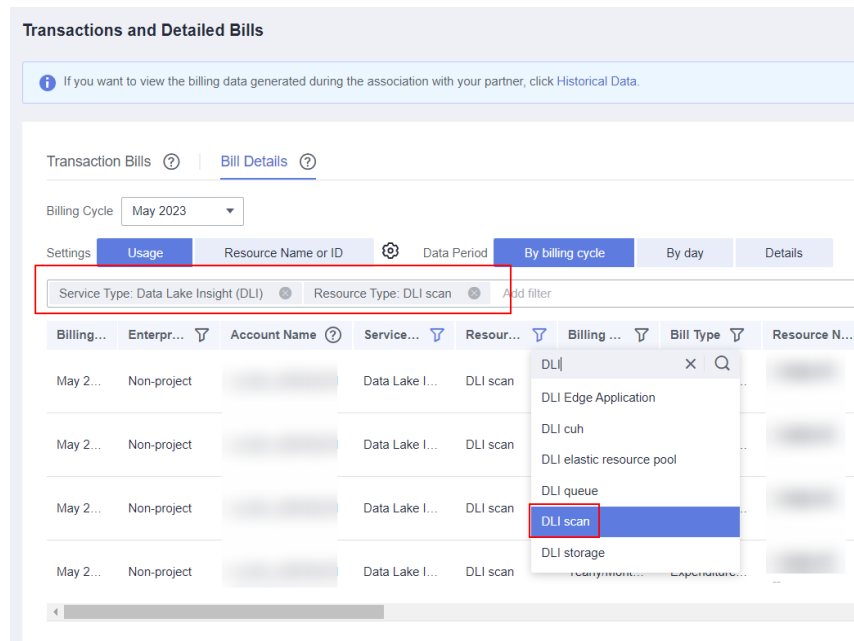 Transactions and Detailed Bills
i If you want to view the billing data generated during the association with your partner, click Historical Data.
Transaction Bills ? Bill Details ?
Billing Cycle May 2023
Settings Usage Resource Name or ID Data Period By billing cycle By day Details
Service Type: Data Lake Insight (DLI) Resource Type: DLI scan Add filter
Billing... Enterpr... Account Name ? Service... Resour... Billing ... Bill Type Resource N...
DLI
May 2... Non-project Data Lake I... DLI scan
DLI Edge Application
DLI cuh
May 2... Non-project Data Lake I... DLI scan
DLI elastic resource pool
DLI queue
May 2... Non-project Data Lake I... DLI scan
DLI scan
DLI storage
May 2... Non-project Data Lake I... DLI scan